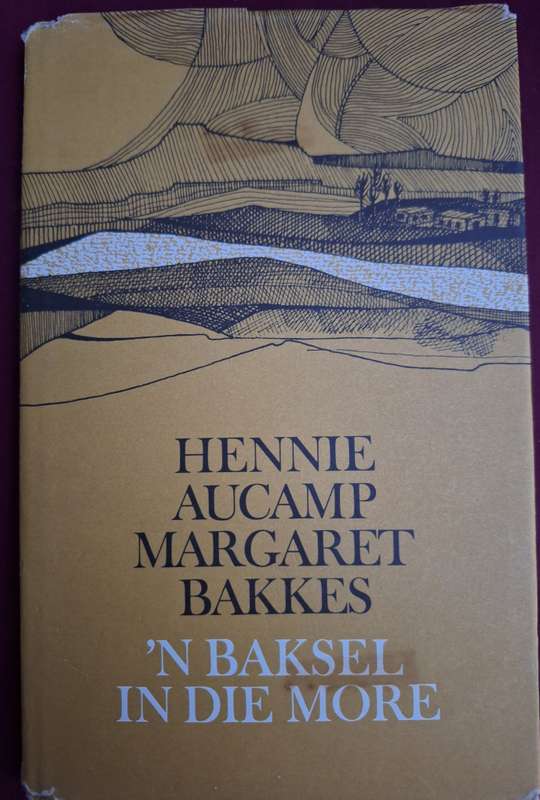 HENNIE
AUCAMP
MARGARET
BAKKES
'N BAKSEL
IN DIE MORE